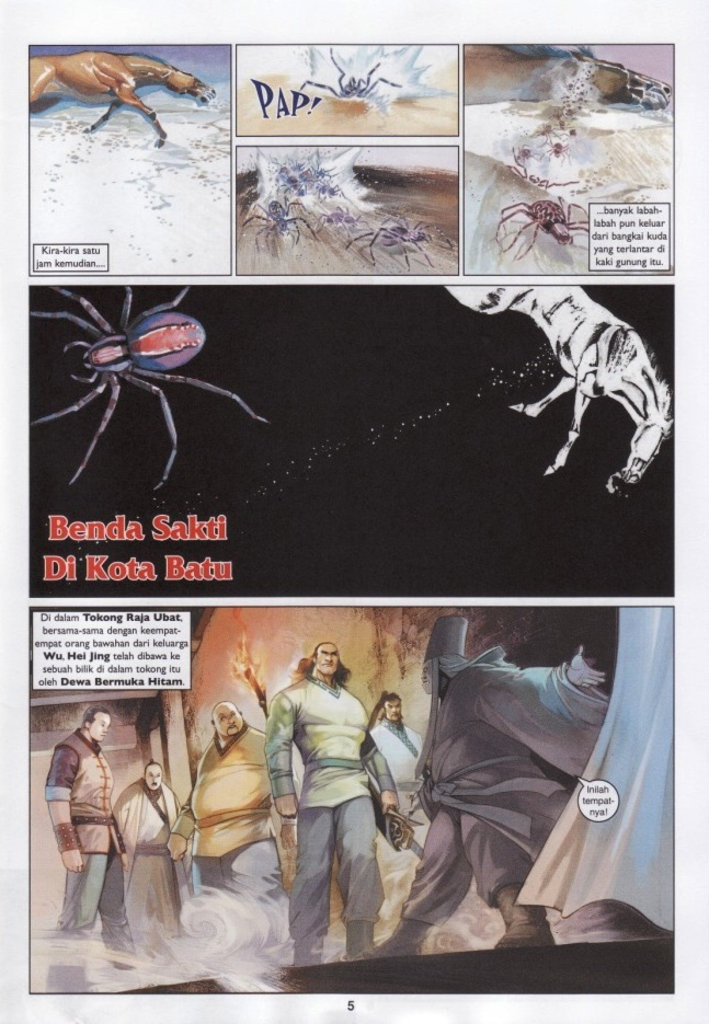 Kira-kira satu
jam kemudian....
PAP!
...banyak labah-
labah pun keluar
dari bangkai kuda
yang terlantar di
kaki gunung itu.
Benda Sakti
Di Kota Batu
Di dalam Tokong Raja Ubat,
bersama-sama dengan keempat-
empat orang bawahan dari keluarga
Wu, Hei Jing telah dibawa ke
sebuah bilik di dalam tokong itu
oleh Dewa Bermuka Hitam.
Inilah
tempat-
nya!
5